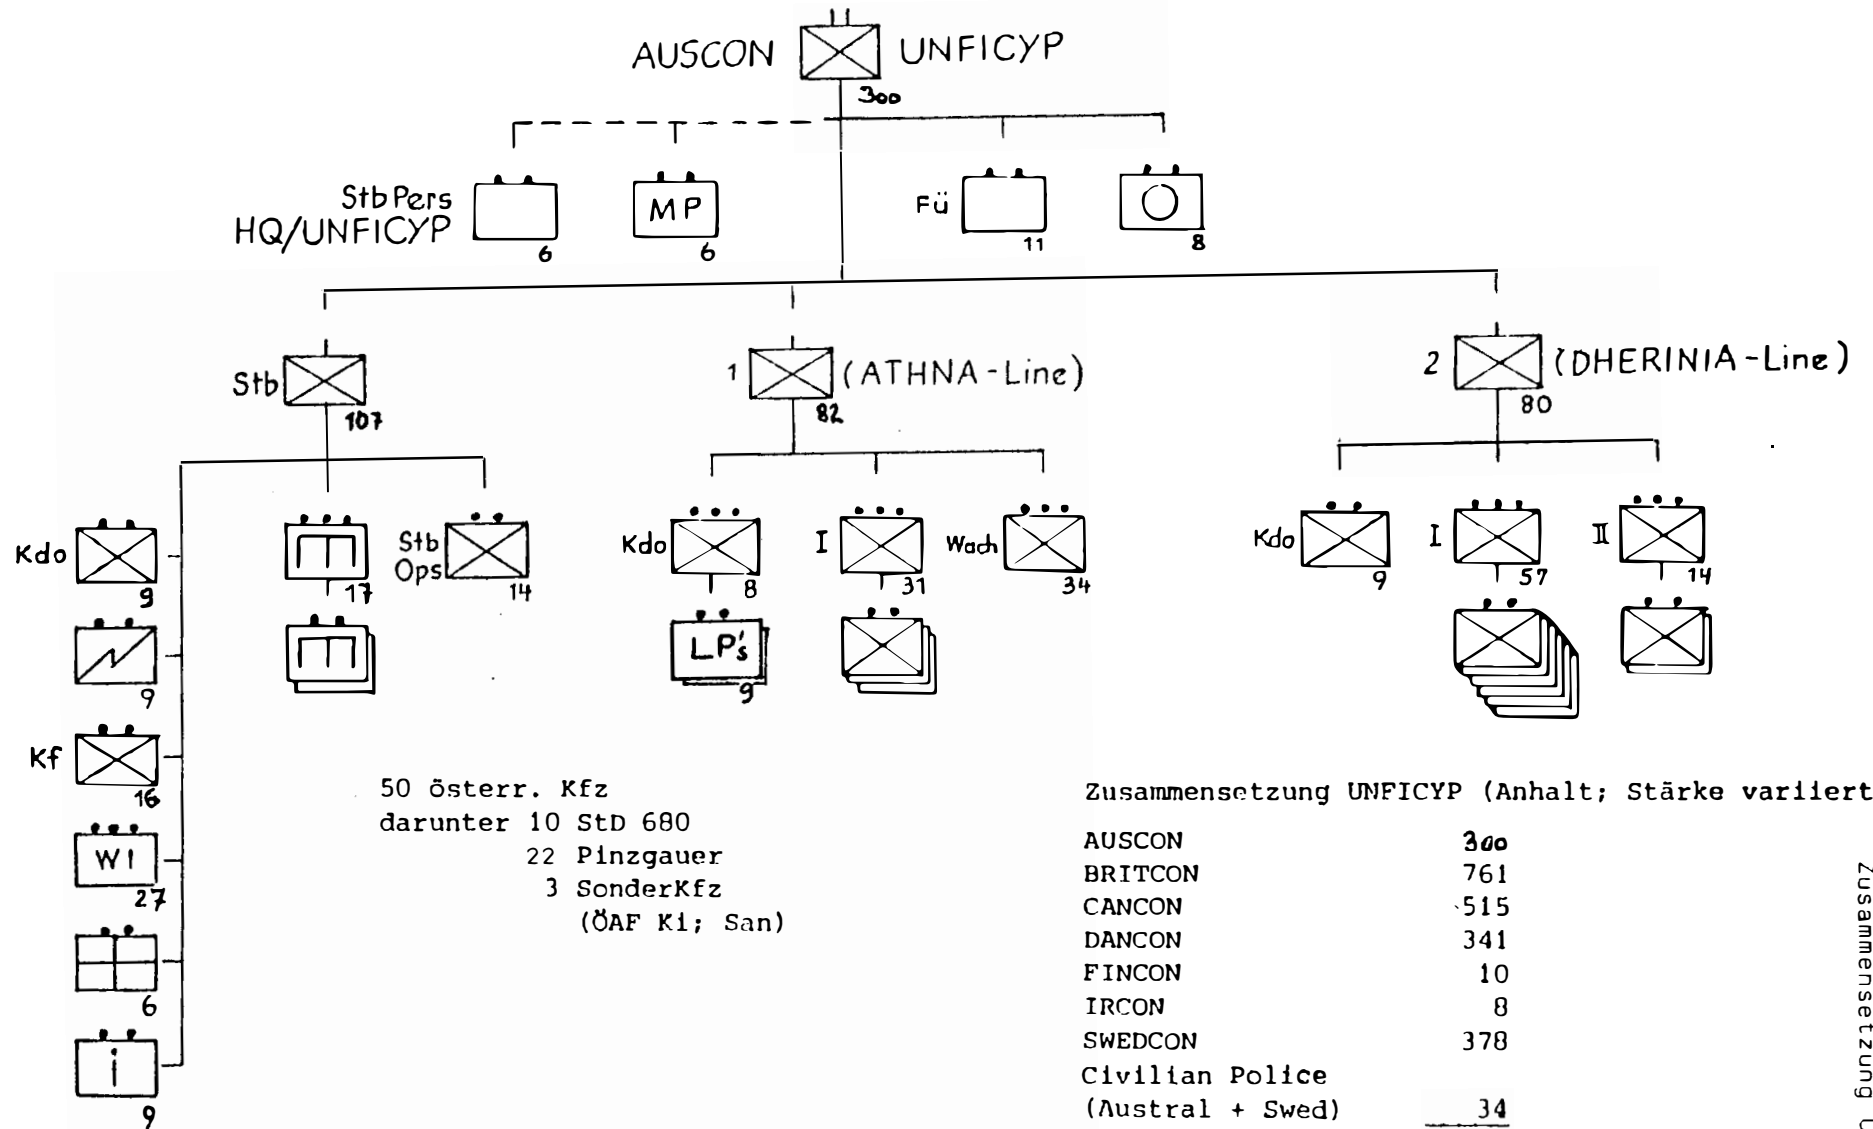 AUSCON UNFICYP
300
StbPers
HQ/UNFICYP
6
MP
6
Fü
11
8
Stb
107
1 (ATHNA-Line)
82
2 (DHERINIA-Line)
80
Kdo
9
9
Kf
16
WI
27
6
i
9
17
Stb
Ops
14
Kdo
8
LP's
9
I
31
Wach
34
Kdo
9
I
57
II
14
50 österr. Kfz
darunter 10 StD 680
22 Pinzgauer
3 SonderKfz
(ÖAF Ki; San)
Zusammensetzung UNFICYP (Anhalt; Stärke variiert
AUSCON 300
BRITCON 761
CANCON 515
DANCON 341
FINCON 10
IRCON 8
SWEDCON 378
Civilian Police
(Austral + Swed) 34
Zusammensetzung